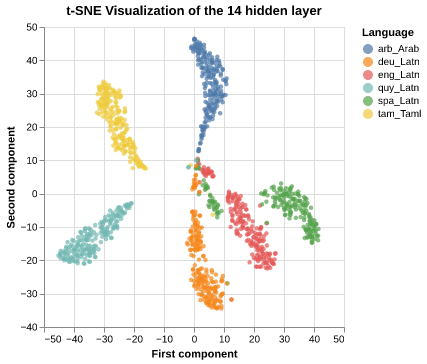 t-SNE Visualization of the 14 hidden layer
Language
arb_Arab
deu_Latn
eng_Latn
quy_Latn
spa_Latn
tam_Taml
Second component
50
40
30
20
10
0
−10
−20
−30
−40
−50 −40 −30 −20 −10 0 10 20 30 40 50
First component